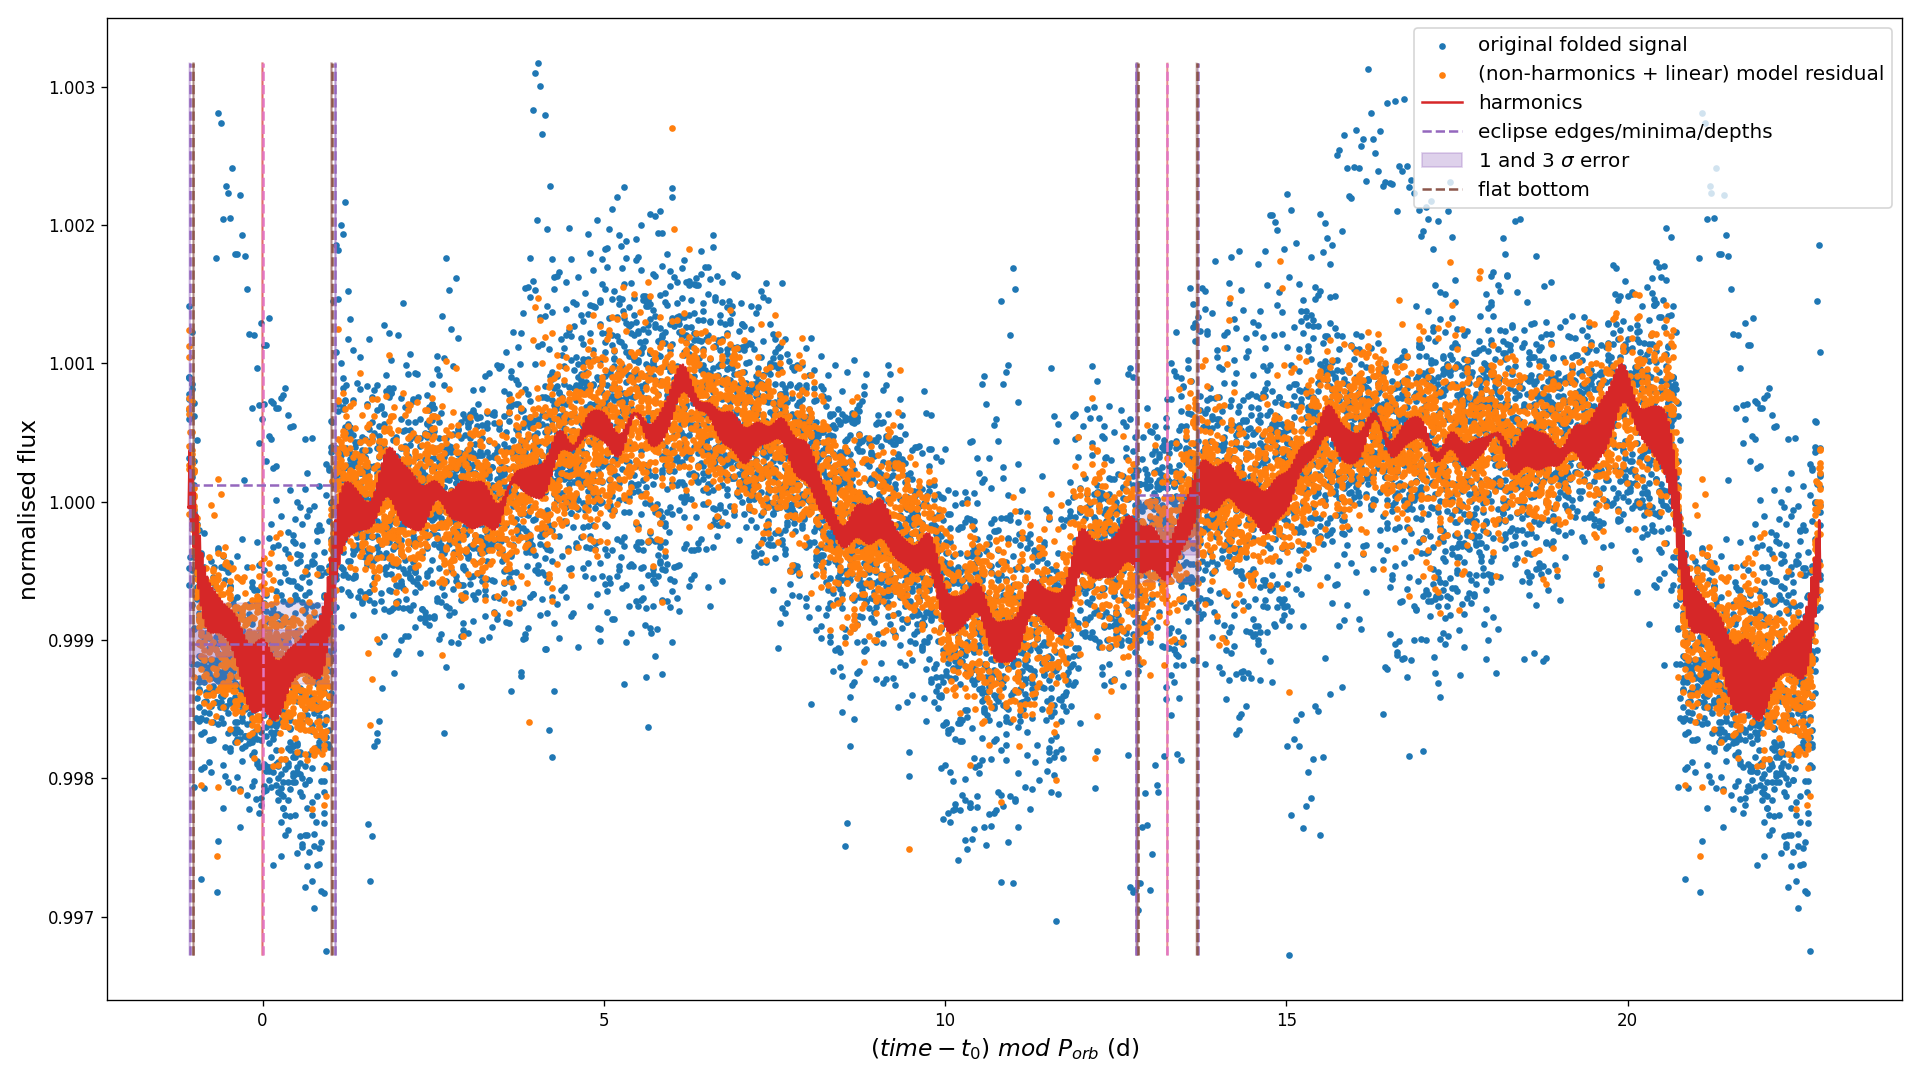 original folded signal
(non-harmonics + linear) model residual
harmonics
eclipse edges/minima/depths
1 and 3 σ error
flat bottom
normalised flux
1.003
1.002
1.001
1.000
0.999
0.998
0.997
0 5 10 15 20
(time − t₀) mod P_orb (d)